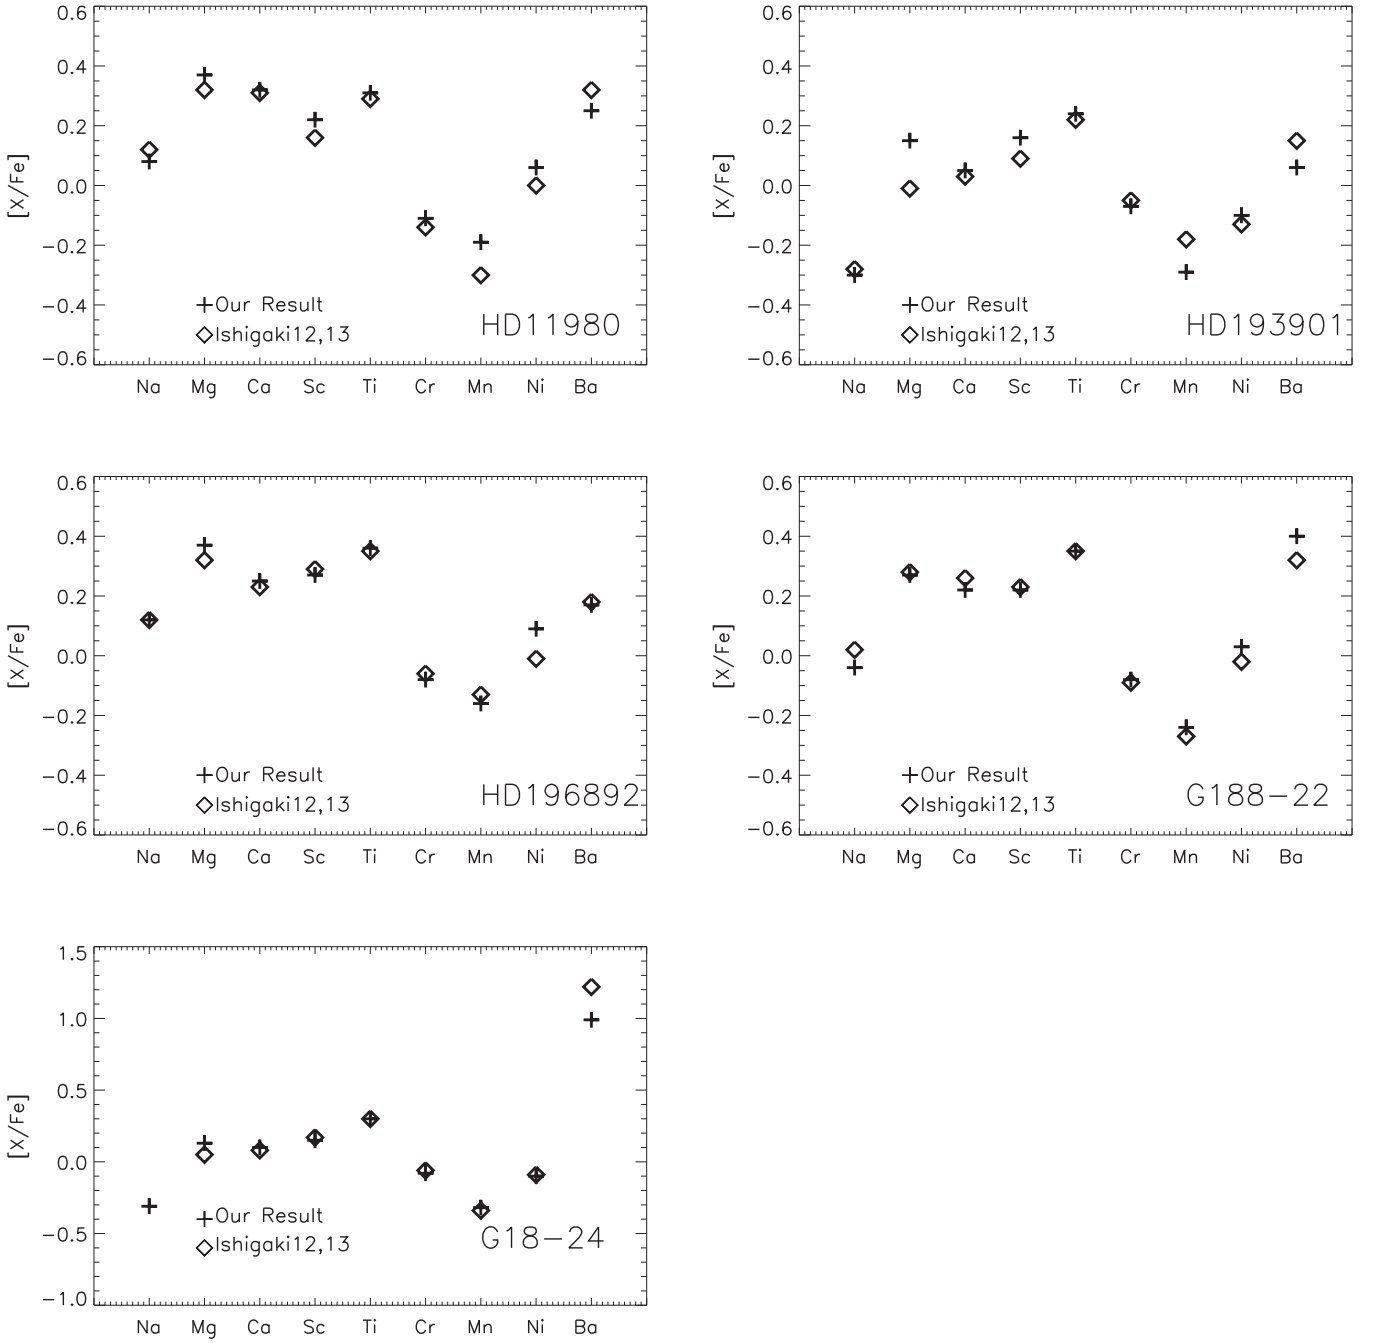 0.6
0.4
0.2
0.0
−0.2
−0.4
−0.6
[X/Fe]
+Our Result
◇Ishigaki12,13
HD11980
Na Mg Ca Sc Ti Cr Mn Ni Ba
0.6
0.4
0.2
0.0
−0.2
−0.4
−0.6
[X/Fe]
+Our Result
◇Ishigaki12,13
HD193901
Na Mg Ca Sc Ti Cr Mn Ni Ba
0.6
0.4
0.2
0.0
−0.2
−0.4
−0.6
[X/Fe]
+Our Result
◇Ishigaki12,13
HD196892
Na Mg Ca Sc Ti Cr Mn Ni Ba
0.6
0.4
0.2
0.0
−0.2
−0.4
−0.6
[X/Fe]
+Our Result
◇Ishigaki12,13
G188−22
Na Mg Ca Sc Ti Cr Mn Ni Ba
1.5
1.0
0.5
0.0
−0.5
−1.0
[X/Fe]
+Our Result
◇Ishigaki12,13
G18−24
Na Mg Ca Sc Ti Cr Mn Ni Ba